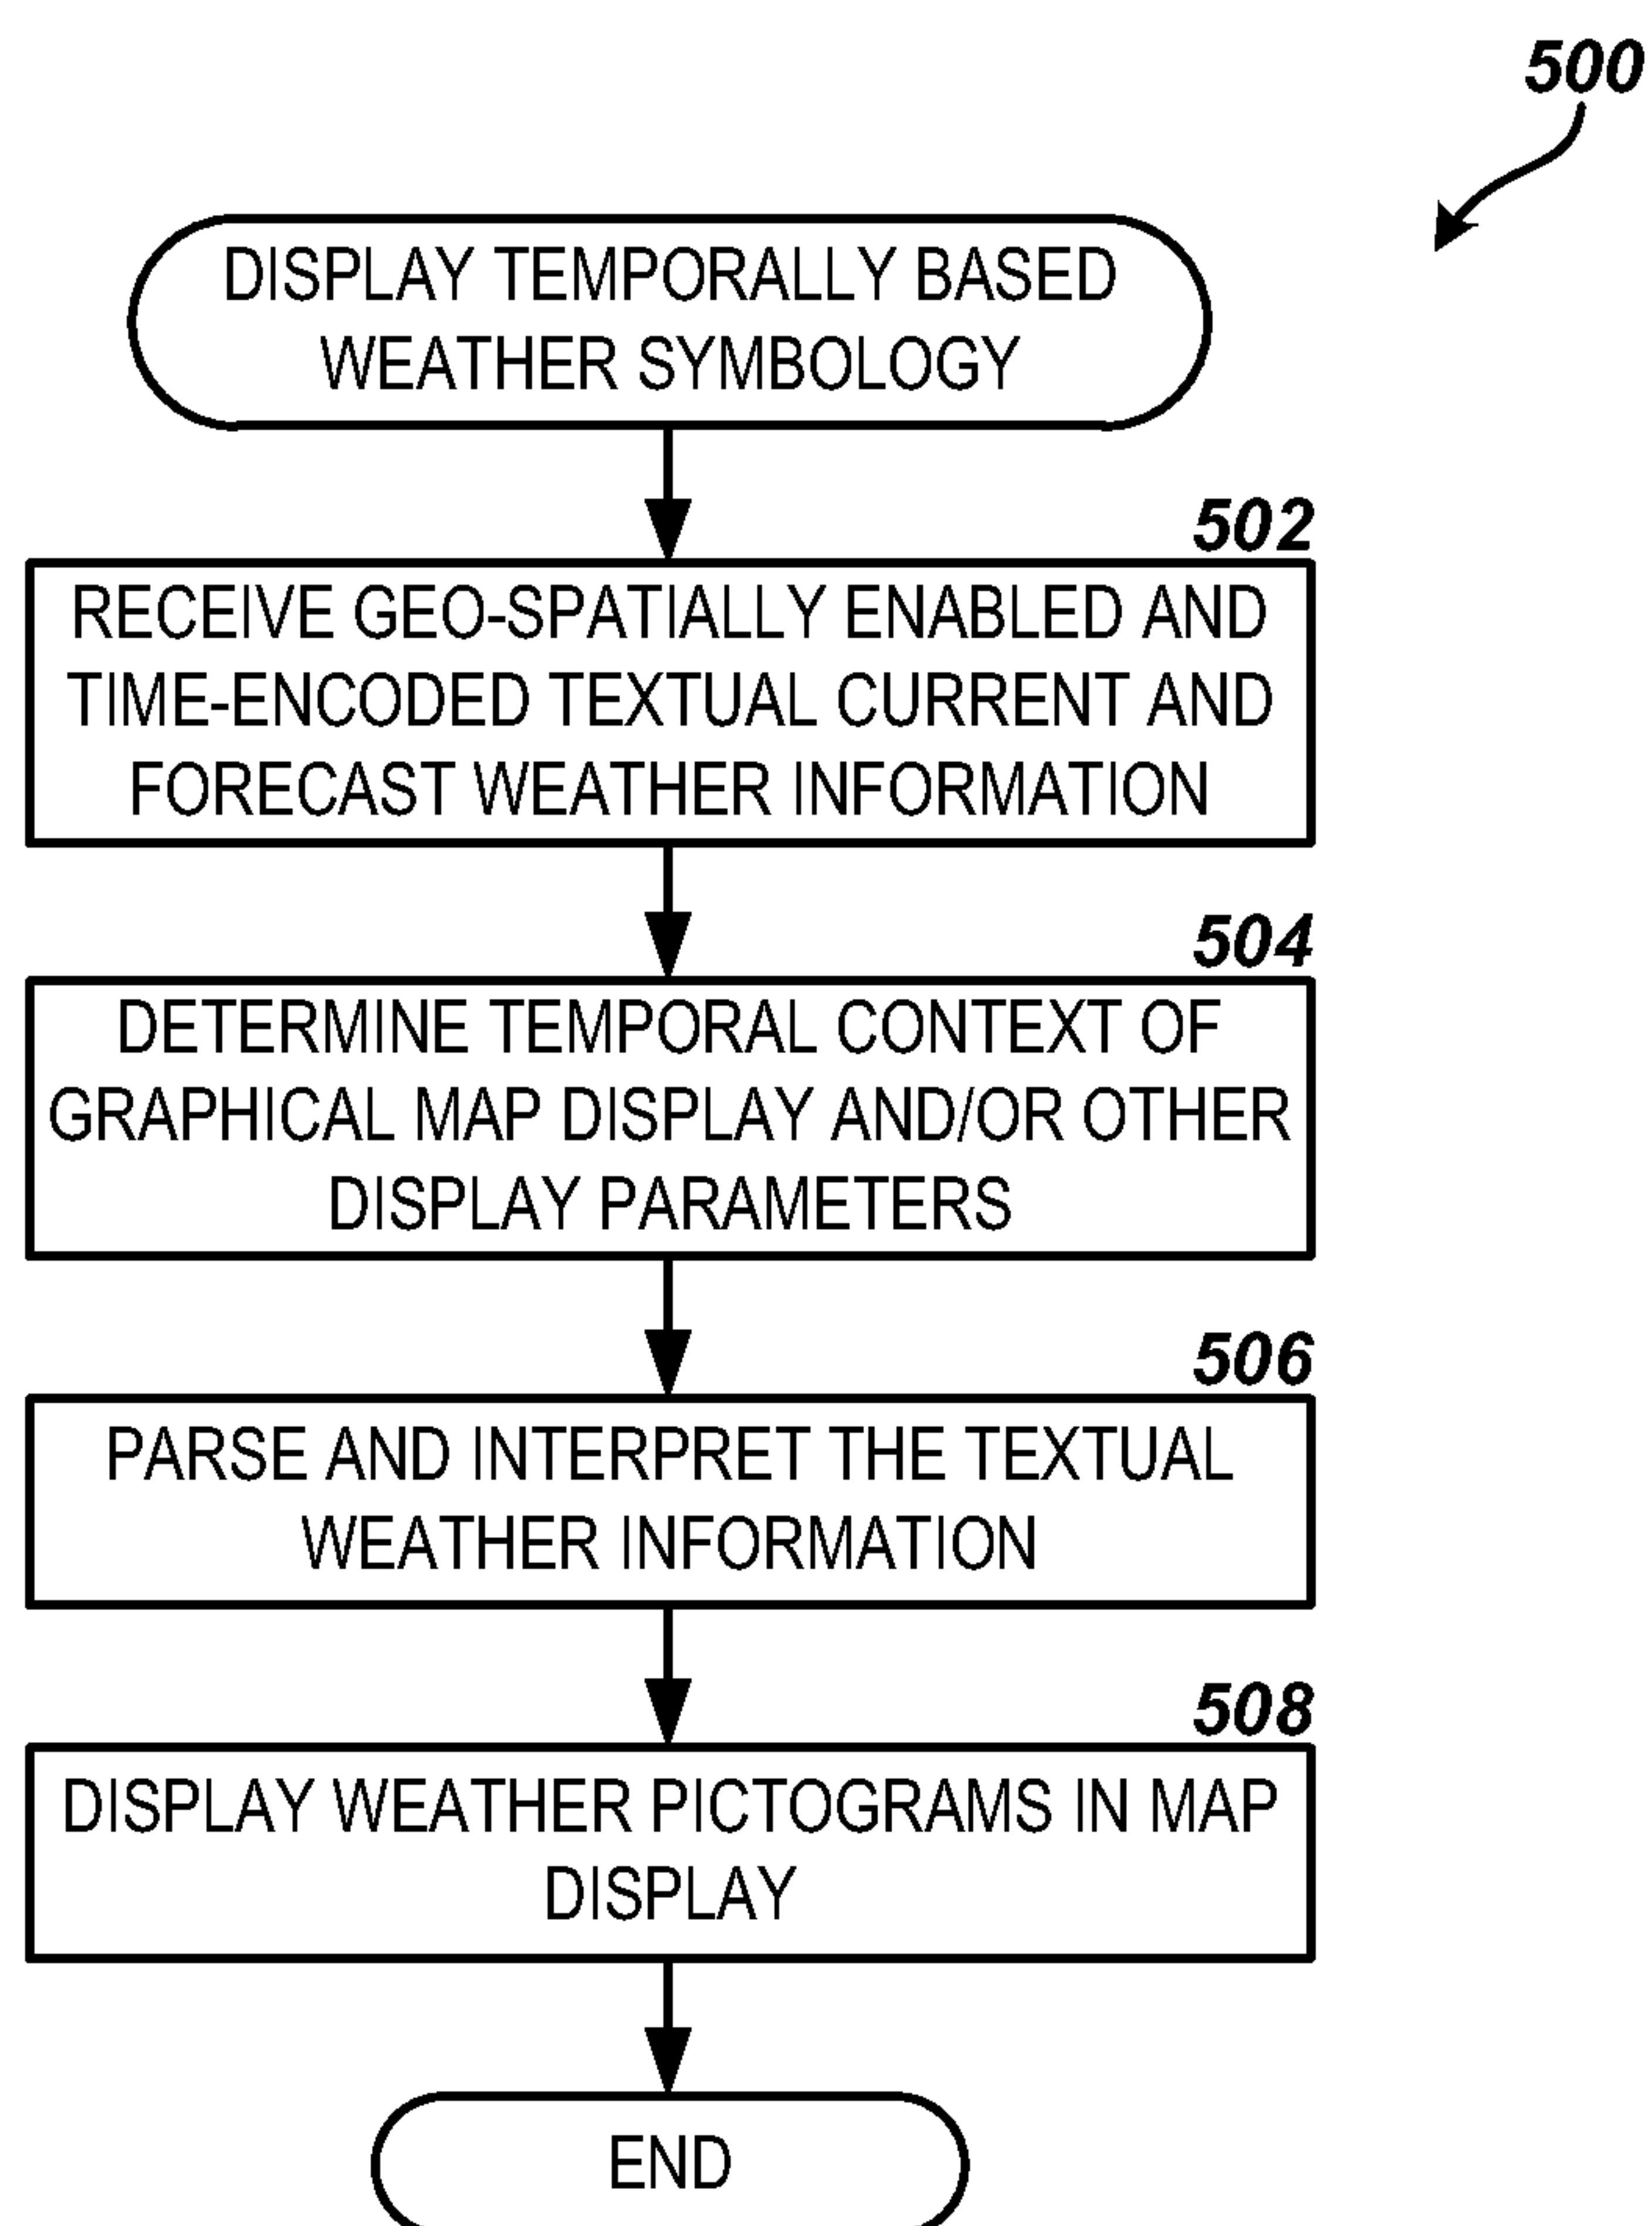 500
DISPLAY TEMPORALLY BASED
WEATHER SYMBOLOGY
502
RECEIVE GEO-SPATIALLY ENABLED AND
TIME-ENCODED TEXTUAL CURRENT AND
FORECAST WEATHER INFORMATION
504
DETERMINE TEMPORAL CONTEXT OF
GRAPHICAL MAP DISPLAY AND/OR OTHER
DISPLAY PARAMETERS
506
PARSE AND INTERPRET THE TEXTUAL
WEATHER INFORMATION
508
DISPLAY WEATHER PICTOGRAMS IN MAP
DISPLAY
END